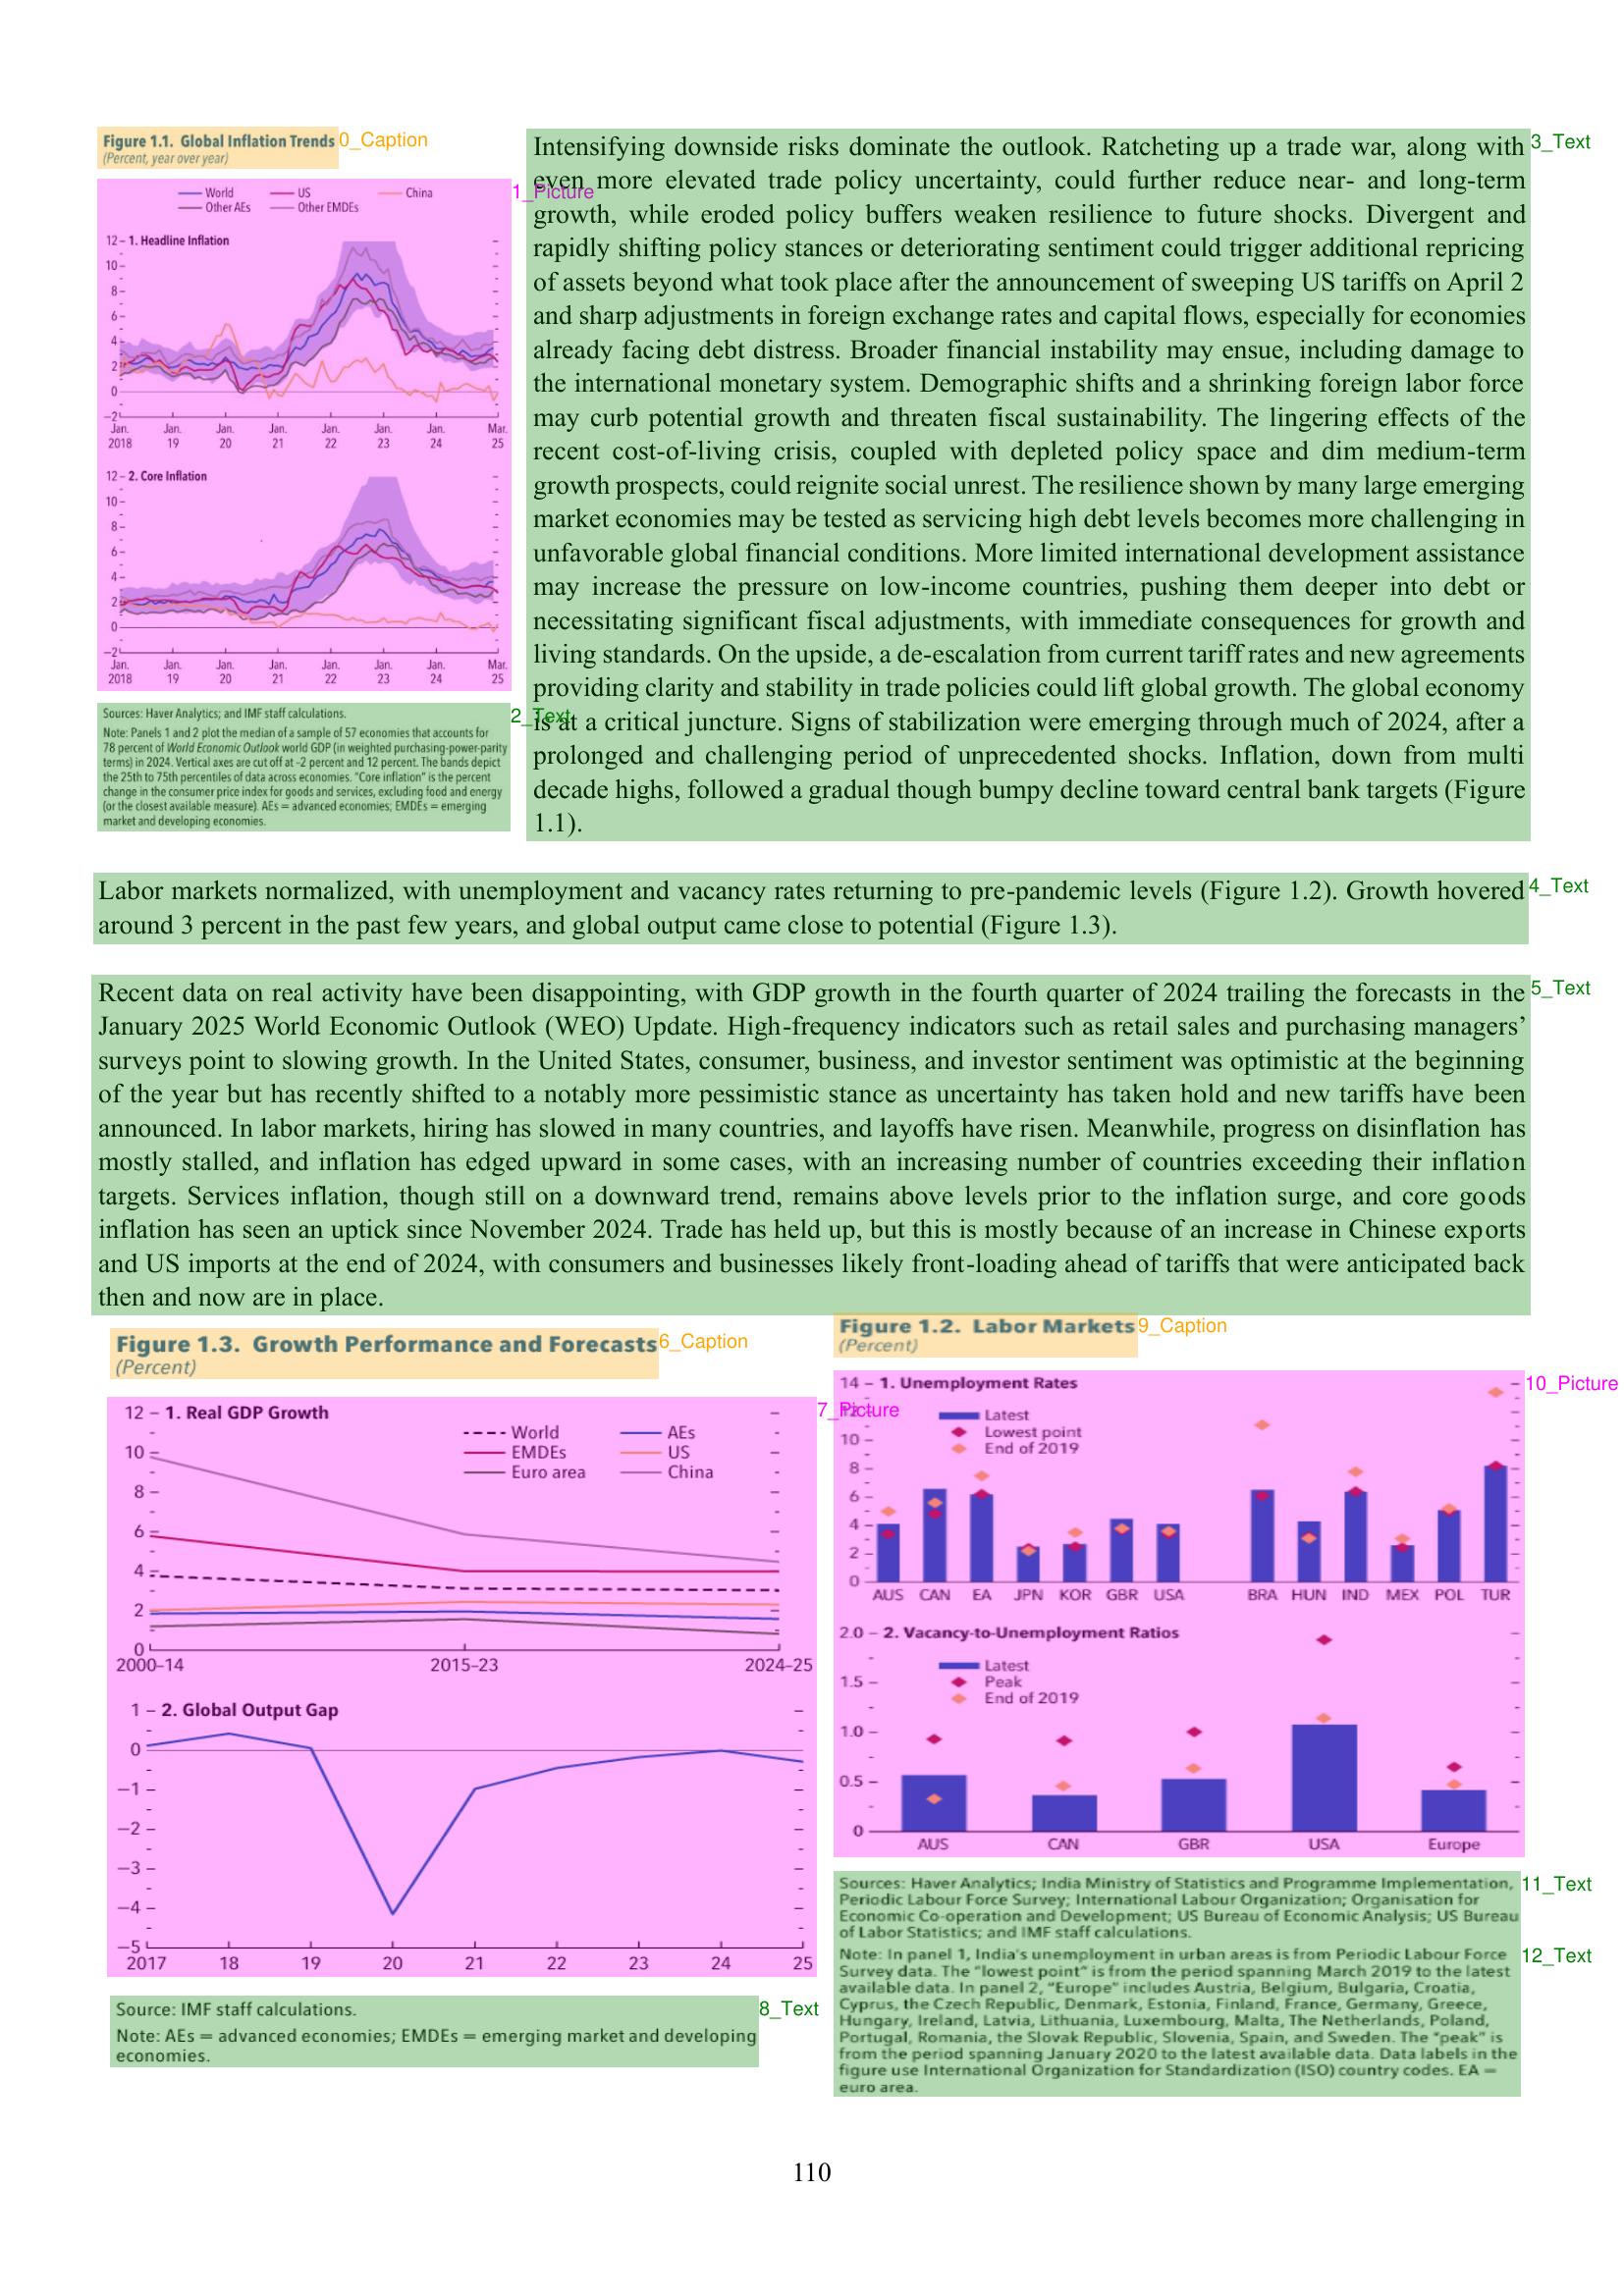 Figure 1.1. Global Inflation Trends
0_Caption
(Percent, year over year)
1_Picture
World
US
China
Other AEs
Other EMDEs
12 – 1. Headline Inflation
10
8
6
4
2
0
–2
Jan. Jan. Jan. Jan. Jan. Jan. Jan. Mar.
2018 19 20 21 22 23 24 25
12 – 2. Core Inflation
10
8
6
4
2
0
–2
Jan. Jan. Jan. Jan. Jan. Jan. Jan. Mar.
2018 19 20 21 22 23 24 25
2_Text
Sources: Haver Analytics; and IMF staff calculations.
Note: Panels 1 and 2 plot the median of a sample of 57 economies that accounts for
78 percent of World Economic Outlook world GDP (in weighted purchasing-power-parity
terms) in 2024. Vertical axes are cut off at –2 percent and 12 percent. The bands depict
the 25th to 75th percentiles of data across economies. “Core inflation” is the percent
change in the consumer price index for goods and services, excluding food and energy
(or the closest available measure). AEs = advanced economies; EMDEs = emerging
market and developing economies.
3_Text
Intensifying downside risks dominate the outlook. Ratcheting up a trade war, along with
even more elevated trade policy uncertainty, could further reduce near- and long-term
growth, while eroded policy buffers weaken resilience to future shocks. Divergent and
rapidly shifting policy stances or deteriorating sentiment could trigger additional repricing
of assets beyond what took place after the announcement of sweeping US tariffs on April 2
and sharp adjustments in foreign exchange rates and capital flows, especially for economies
already facing debt distress. Broader financial instability may ensue, including damage to
the international monetary system. Demographic shifts and a shrinking foreign labor force
may curb potential growth and threaten fiscal sustainability. The lingering effects of the
recent cost-of-living crisis, coupled with depleted policy space and dim medium-term
growth prospects, could reignite social unrest. The resilience shown by many large emerging
market economies may be tested as servicing high debt levels becomes more challenging in
unfavorable global financial conditions. More limited international development assistance
may increase the pressure on low-income countries, pushing them deeper into debt or
necessitating significant fiscal adjustments, with immediate consequences for growth and
living standards. On the upside, a de-escalation from current tariff rates and new agreements
providing clarity and stability in trade policies could lift global growth. The global economy
is at a critical juncture. Signs of stabilization were emerging through much of 2024, after a
prolonged and challenging period of unprecedented shocks. Inflation, down from multi
decade highs, followed a gradual though bumpy decline toward central bank targets (Figure
1.1).
4_Text
Labor markets normalized, with unemployment and vacancy rates returning to pre-pandemic levels (Figure 1.2). Growth hovered
around 3 percent in the past few years, and global output came close to potential (Figure 1.3).
5_Text
Recent data on real activity have been disappointing, with GDP growth in the fourth quarter of 2024 trailing the forecasts in the
January 2025 World Economic Outlook (WEO) Update. High-frequency indicators such as retail sales and purchasing managers’
surveys point to slowing growth. In the United States, consumer, business, and investor sentiment was optimistic at the beginning
of the year but has recently shifted to a notably more pessimistic stance as uncertainty has taken hold and new tariffs have been
announced. In labor markets, hiring has slowed in many countries, and layoffs have risen. Meanwhile, progress on disinflation has
mostly stalled, and inflation has edged upward in some cases, with an increasing number of countries exceeding their inflation
targets. Services inflation, though still on a downward trend, remains above levels prior to the inflation surge, and core goods
inflation has seen an uptick since November 2024. Trade has held up, but this is mostly because of an increase in Chinese exports
and US imports at the end of 2024, with consumers and businesses likely front-loading ahead of tariffs that were anticipated back
then and now are in place.
Figure 1.3. Growth Performance and Forecasts
6_Caption
(Percent)
7_Picture
12 – 1. Real GDP Growth
World
AEs
EMDEs
US
Euro area
China
10
8
6
4
2
0
2000–14 2015–23 2024–25
1 – 2. Global Output Gap
0
–1
–2
–3
–4
–5
2017 18 19 20 21 22 23 24 25
8_Text
Source: IMF staff calculations.
Note: AEs = advanced economies; EMDEs = emerging market and developing
economies.
Figure 1.2. Labor Markets
9_Caption
(Percent)
10_Picture
14 – 1. Unemployment Rates
Latest
Lowest point
End of 2019
10
8
6
4
2
0
AUS CAN EA JPN KOR GBR USA BRA HUN IND MEX POL TUR
2.0 – 2. Vacancy-to-Unemployment Ratios
Latest
Peak
End of 2019
1.5
1.0
0.5
0
AUS CAN GBR USA Europe
11_Text
Sources: Haver Analytics; India Ministry of Statistics and Programme Implementation,
Periodic Labour Force Survey; International Labour Organization; Organisation for
Economic Co-operation and Development; US Bureau of Economic Analysis; US Bureau
of Labor Statistics; and IMF staff calculations.
12_Text
Note: In panel 1, India's unemployment in urban areas is from Periodic Labour Force
Survey data. The “lowest point” is from the period spanning March 2019 to the latest
available data. In panel 2, “Europe” includes Austria, Belgium, Bulgaria, Croatia,
Cyprus, the Czech Republic, Denmark, Estonia, Finland, France, Germany, Greece,
Hungary, Ireland, Latvia, Lithuania, Luxembourg, Malta, The Netherlands, Poland,
Portugal, Romania, the Slovak Republic, Slovenia, Spain, and Sweden. The “peak” is
from the period spanning January 2020 to the latest available data. Data labels in the
figure use International Organization for Standardization (ISO) country codes. EA =
euro area.
110